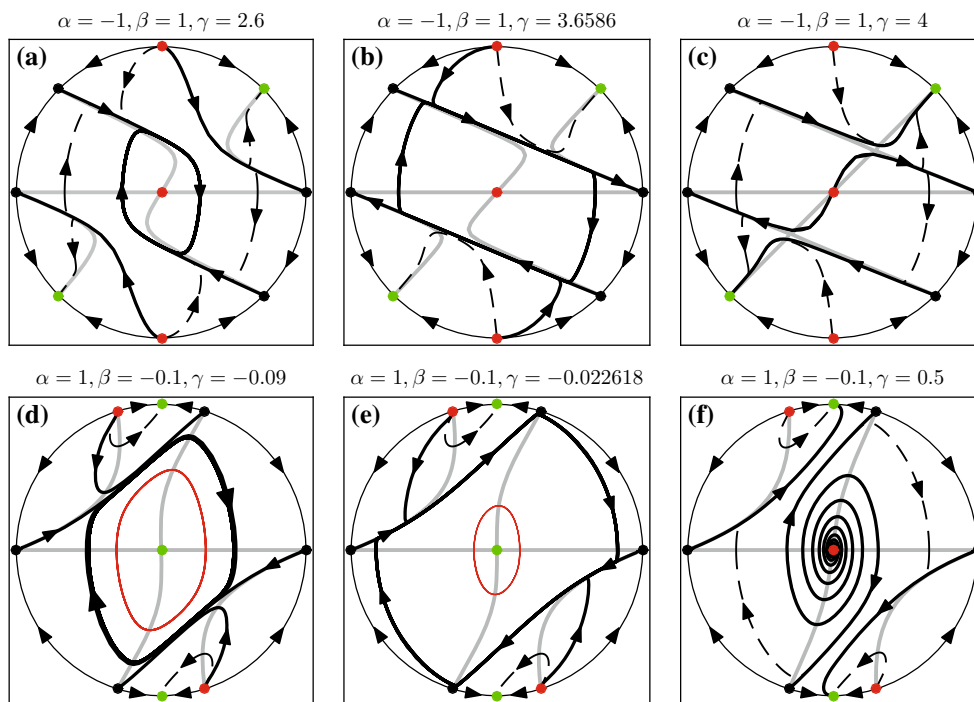 α = −1, β = 1, γ = 2.6
α = −1, β = 1, γ = 3.6586
α = −1, β = 1, γ = 4
(a)
(b)
(c)
α = 1, β = −0.1, γ = −0.09
α = 1, β = −0.1, γ = −0.022618
α = 1, β = −0.1, γ = 0.5
(d)
(e)
(f)